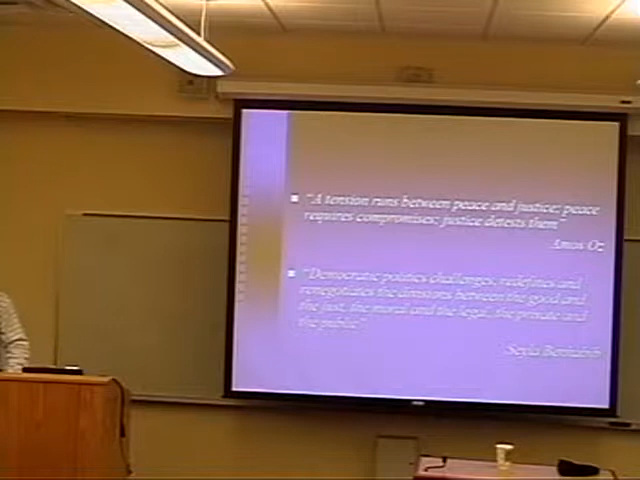 "A tension runs between peace and justice; peace
requires compromises; justice detests them"
Amos Oz
"Democratic politics challenges, redefines and
renegotiates the divisions between the good and
the just, the moral and the legal, the private and
the public"
Seyla Benhabib